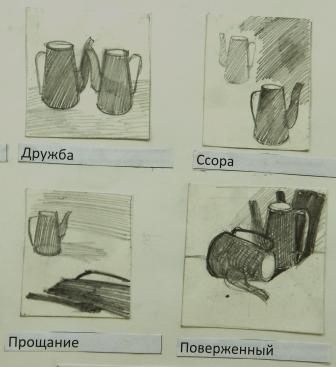 Дружба
Ссора
Прощание
Поверженный